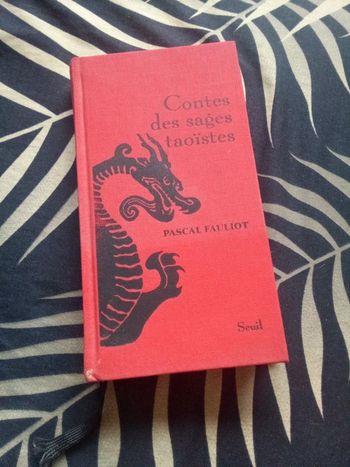 Contes
des sages
taoïstes
PASCAL FAULIOT
Seuil